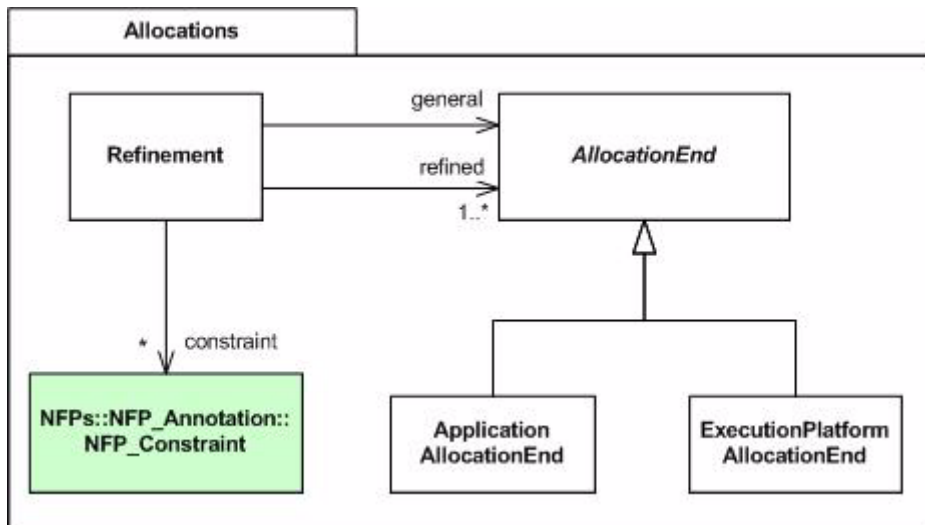 Allocations
general
Refinement
AllocationEnd
refined
1..*
* constraint
NFPs::NFP_Annotation::
NFP_Constraint
Application
AllocationEnd
ExecutionPlatform
AllocationEnd